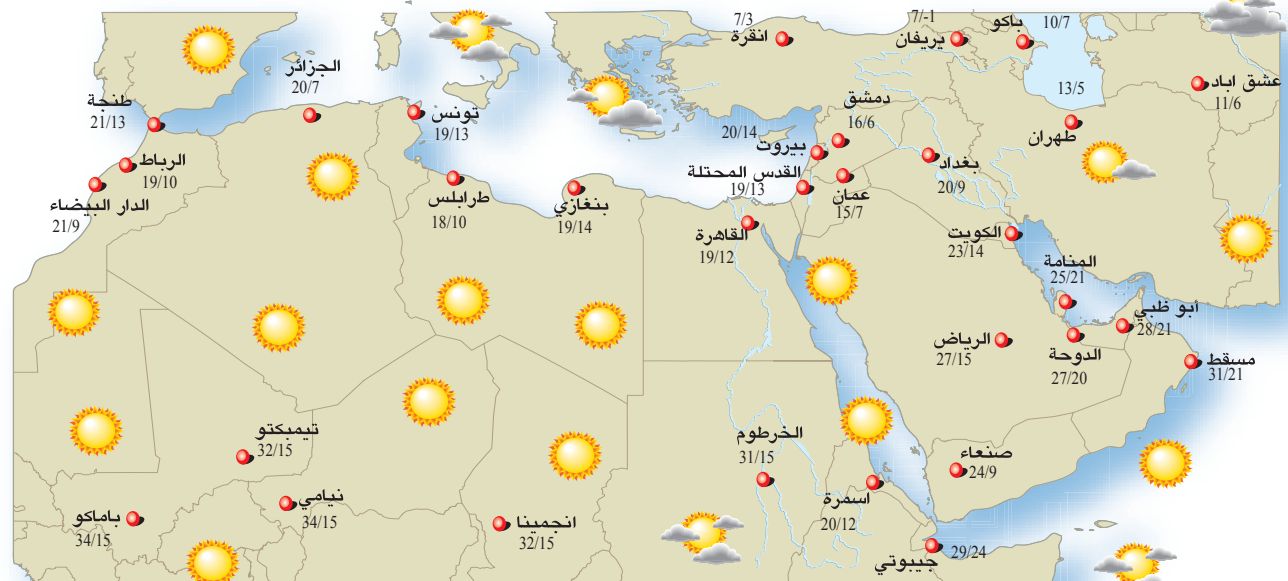 7/3
انقرة
7/-1
يريفان
باكو
10/7
عشق اباد
11/6
13/5
طهران
الجزائر
20/7
طنجة
21/13
تونس
19/13
دمشق
16/6
20/14
بيروت
الرباط
19/10
القدس المحتلة
19/13
بغداد
20/9
عمان
15/7
الدار البيضاء
21/9
طرابلس
18/10
بنغازي
19/14
القاهرة
19/12
الكويت
23/14
المنامة
25/21
أبو ظبي
28/21
الرياض
27/15
الدوحة
27/20
مسقط
31/21
تيمبكتو
32/15
الخرطوم
31/15
صنعاء
24/9
نيامي
34/15
باماكو
34/15
انجمينا
32/15
اسمرة
20/12
جيبوتي
29/24